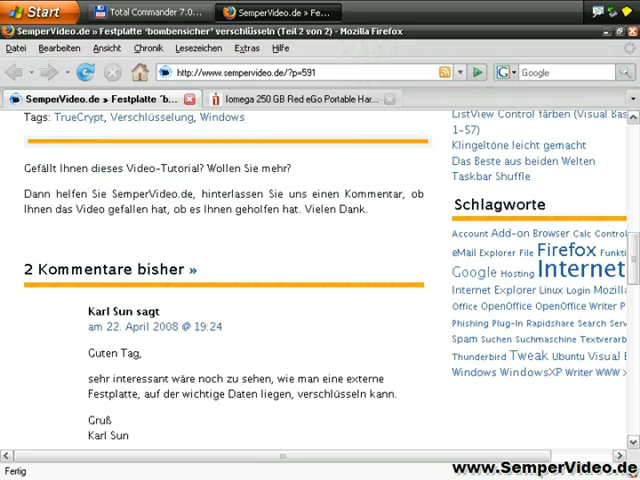 Start
Total Commander 7.0...
SemperVideo.de » Fes...
SemperVideo.de » Festplatte 'bombensicher' verschlüsseln (Teil 2 von 2) - Mozilla Firefox
Datei Bearbeiten Ansicht Chronik Lesezeichen Extras Hilfe
http://www.sempervideo.de/?p=591
Google
SemperVideo.de » Festplatte 'b...
Iomega 250 GB Red eGo Portable Har...
Tags: TrueCrypt, Verschlüsselung, Windows
Gefällt Ihnen dieses Video-Tutorial? Wollen Sie mehr?
Dann helfen Sie SemperVideo.de, hinterlassen Sie uns einen Kommentar, ob
Ihnen das Video gefallen hat, ob es Ihnen geholfen hat. Vielen Dank.
2 Kommentare bisher »
Karl Sun sagt
am 22. April 2008 @ 19:24
Guten Tag,
sehr interessant wäre noch zu sehen, wie man eine externe
Festplatte, auf der wichtige Daten liegen, verschlüsseln kann.
Gruß
Karl Sun
ListView Control färben (Visual Bas
1-57)
Klingeltöne leicht gemacht
Das Beste aus beiden Welten
Taskbar Shuffle
Schlagworte
Account Add-on Browser Calc Control
eMail Explorer File Firefox Funkti
Google Hosting Internet
Internet Explorer Linux Login Mozilla
Office OpenOffice OpenOffice Writer P
Phishing Plug-In Rapidshare Search Serv
Spam Suchen Suchmaschine Textverarb
Thunderbird Tweak Ubuntu Visual B
Windows WindowsXP Writer WWW X
Fertig
www.SemperVideo.de